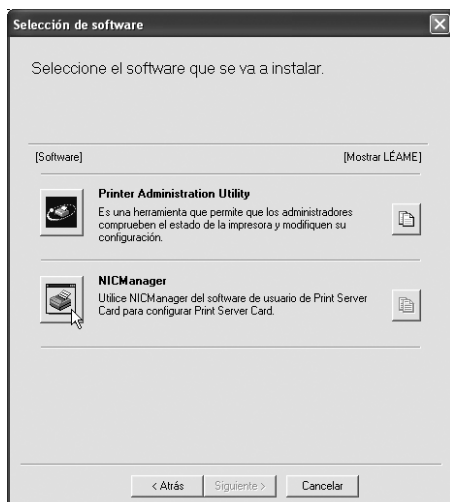 Selección de software
Seleccione el software que se va a instalar.
[Software] [Mostrar LÉAME]
Printer Administration Utility
Es una herramienta que permite que los administradores
comprueben el estado de la impresora y modifiquen su
configuración.
NICManager
Utilice NICManager del software de usuario de Print Server
Card para configurar Print Server Card.
< Atrás Siguiente > Cancelar